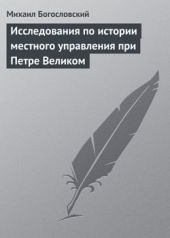 Михаил Богословский
Исследования по истории
местного управления при
Петре Великом